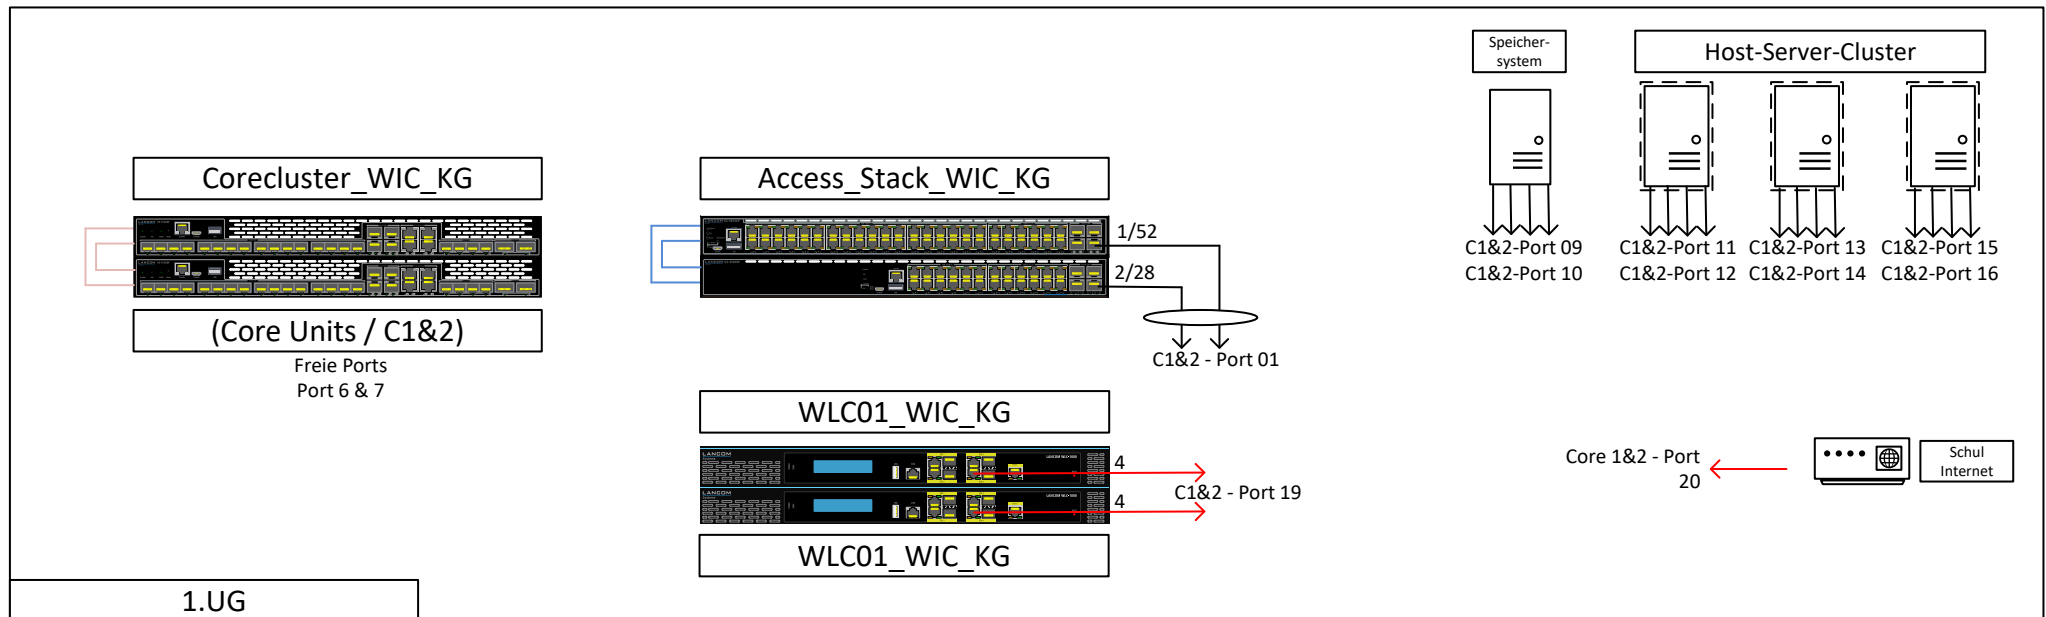 Speicher-
system
Host-Server-Cluster
Corecluster_WIC_KG
Access_Stack_WIC_KG
1/52
2/28
C1&2-Port 09
C1&2-Port 10
C1&2-Port 11
C1&2-Port 12
C1&2-Port 13
C1&2-Port 14
C1&2-Port 15
C1&2-Port 16
(Core Units / C1&2)
Freie Ports
Port 6 & 7
C1&2 - Port 01
WLC01_WIC_KG
LANCOM
4
LANCOM
4
C1&2 - Port 19
WLC01_WIC_KG
Core 1&2 - Port
20
Schul
Internet
1.UG